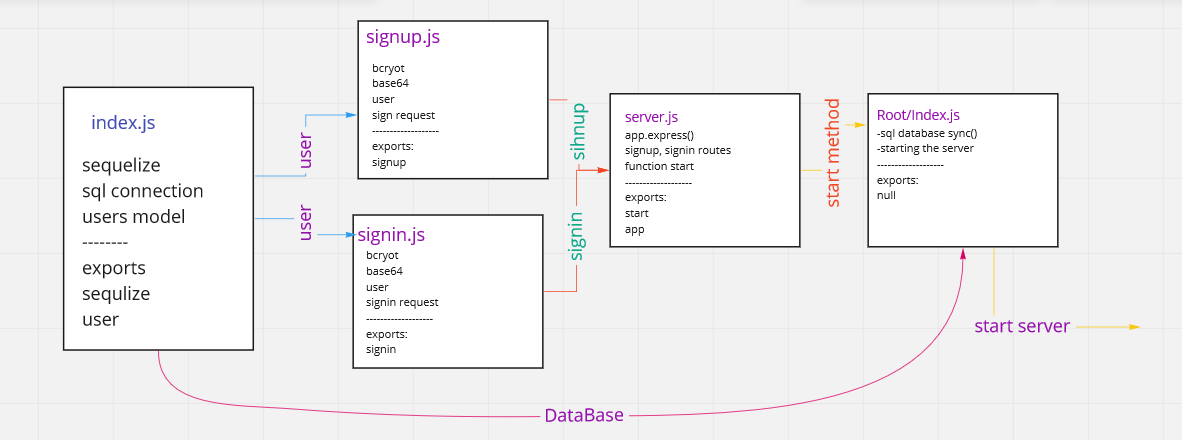 index.js
sequelize
sql connection
users model
--------
exports
sequlize
user
user
user
signup.js
bcryot
base64
user
sign request
-------------------
exports:
signup
signin.js
bcryot
base64
user
signin request
-------------------
exports:
signin
sihnup
signin
server.js
app.express()
signup, signin routes
function start
-------------------
exports:
start
app
start method
Root/Index.js
-sql database sync()
-starting the server
-------------------
exports:
null
start server
DataBase